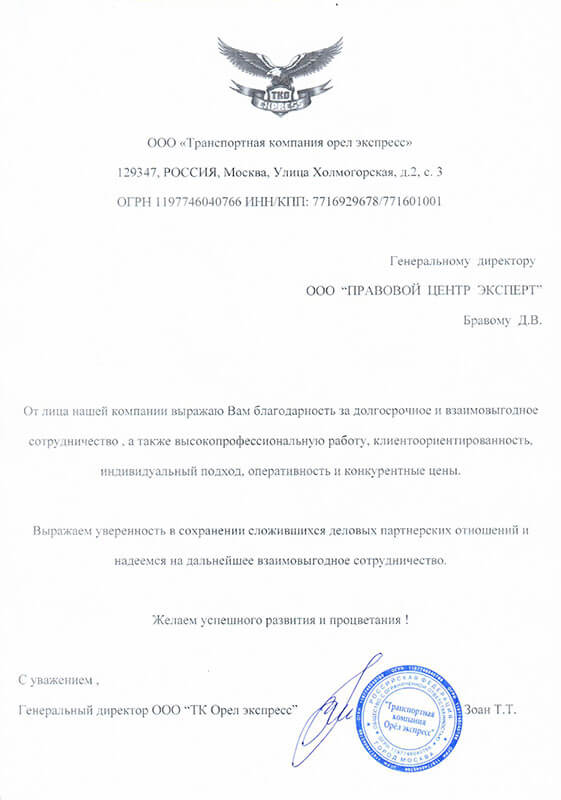 ТКО
EXPRESS
ООО «Транспортная компания орел экспресс»
129347, РОССИЯ, Москва, Улица Холмогорская, д.2, с. 3
ОГРН 1197746040766 ИНН/КПП: 7716929678/771601001
Генеральному директору
ООО “ПРАВОВОЙ ЦЕНТР ЭКСПЕРТ”
Бравому Д.В.
От лица нашей компании выражаю Вам благодарность за долгосрочное и взаимовыгодное
сотрудничество , а также высокопрофессиональную работу, клиентоориентированность,
индивидуальный подход, оперативность и конкурентные цены.
Выражаем уверенность в сохранении сложившихся деловых партнерских отношений и
надеемся на дальнейшее взаимовыгодное сотрудничество.
Желаем успешного развития и процветания !
С уважением ,
Генеральный директор ООО “ТК Орел экспресс”
Зоан Т.Т.
РОССИЙСКАЯ ФЕДЕРАЦИЯ
ОБЩЕСТВО С ОГРАНИЧЕННОЙ ОТВЕТСТВЕННОСТЬЮ
"Транспортная
компания
Орёл экспресс"
ОГРН 1197746040766
ГОРОД МОСКВА